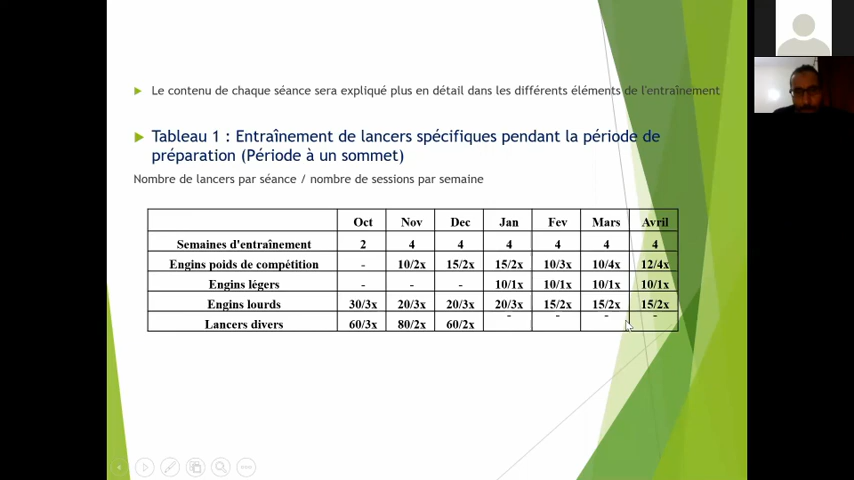 Le contenu de chaque séance sera expliqué plus en détail dans les différents éléments de l'entraînement
Tableau 1 : Entraînement de lancers spécifiques pendant la période de
préparation (Période à un sommet)
Nombre de lancers par séance / nombre de sessions par semaine
Oct Nov Dec Jan Fev Mars Avril
Semaines d'entraînement 2 4 4 4 4 4 4
Engins poids de compétition - 10/2x 15/2x 15/2x 10/3x 10/4x 12/4x
Engins légers - - - 10/1x 10/1x 10/1x 10/1x
Engins lourds 30/3x 20/3x 20/3x 20/3x 15/2x 15/2x 15/2x
Lancers divers 60/3x 80/2x 60/2x - - - -